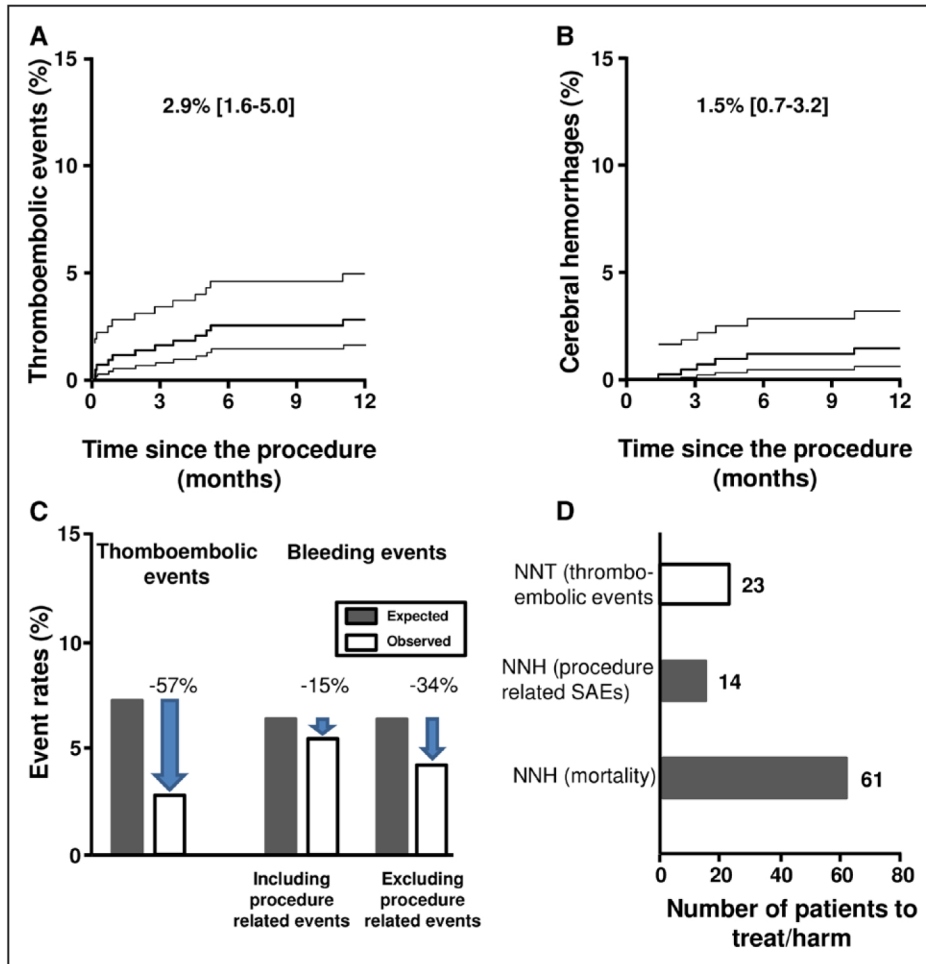 A
Thromboembolic events (%)
15
10
5
0
2.9% [1.6-5.0]
0 3 6 9 12
Time since the procedure
(months)
B
Cerebral hemorrhages (%)
15
10
5
0
1.5% [0.7-3.2]
0 3 6 9 12
Time since the procedure
(months)
C
Event rates (%)
15
10
5
0
Thomboembolic
events
Bleeding events
Expected
Observed
-57%
-15%
-34%
Including
procedure
related events
Excluding
procedure
related events
D
NNT (thrombo-
embolic events
23
NNH (procedure
related SAEs)
14
NNH (mortality)
61
0 20 40 60 80
Number of patients to
treat/harm